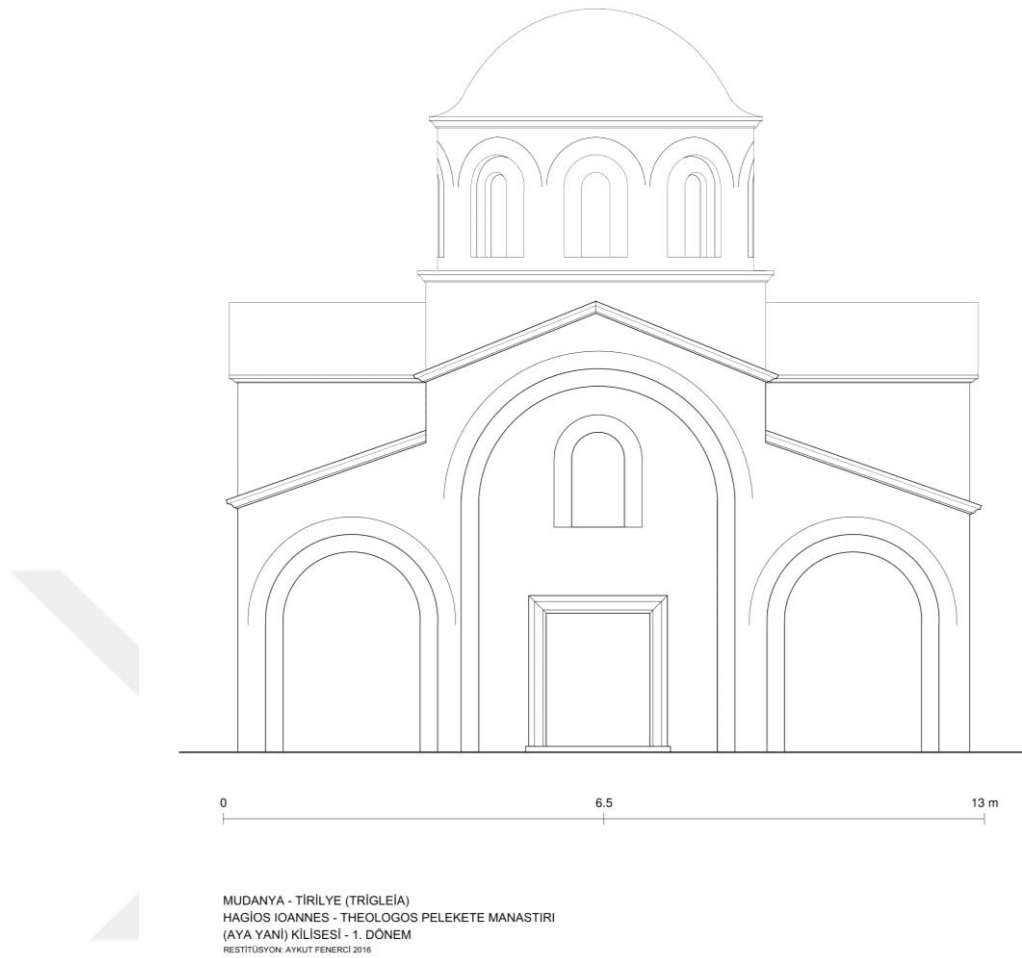 0 6.5 13 m
MUDANYA - TİRİLYE (TRİGLEİA)
HAGİOS IOANNES - THEOLOGOS PELEKETE MANASTIRI
(AYA YANİ) KİLİSESİ - 1. DÖNEM
RESTİTÜSYON: AYKUT FENERCİ 2016